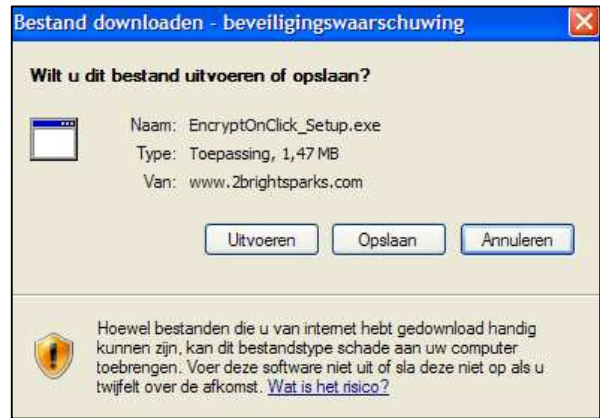 Bestand downloaden - beveiligingswaarschuwing
Wilt u dit bestand uitvoeren of opslaan?
Naam: EncryptOnClick_Setup.exe
Type: Toepassing, 1,47 MB
Van: www.2brightsparks.com
Uitvoeren Opslaan Annuleren
Hoewel bestanden die u van internet hebt gedownload handig
kunnen zijn, kan dit bestandstype schade aan uw computer
toebrengen. Voer deze software niet uit of sla deze niet op als u
twijfelt over de afkomst. Wat is het risico?